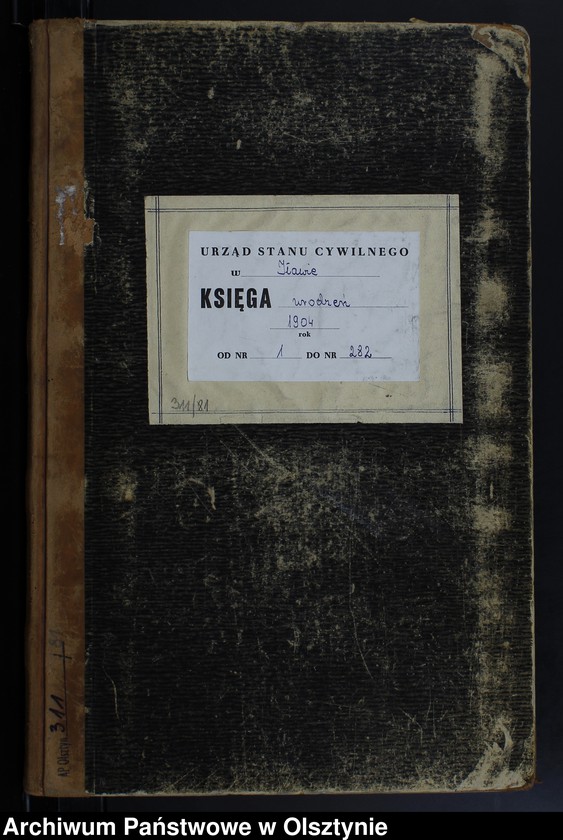 URZĄD STANU CYWILNEGO
w Iławie
KSIĘGA urodzeń
1904
rok
OD NR 1 DO NR 282
311/81
311
Archiwum Państwowe w Olsztynie